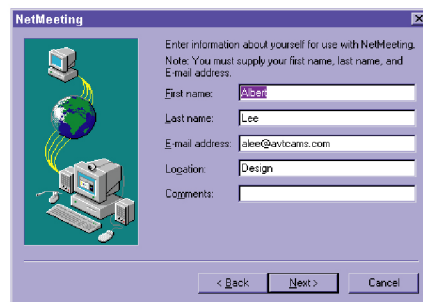 NetMeeting
Enter information about yourself for use with NetMeeting.
Note: You must supply your first name, last name, and
E-mail address.
First name: Albert
Last name: Lee
E-mail address: alee@avtcams.com
Location: Design
Comments:
< Back Next > Cancel